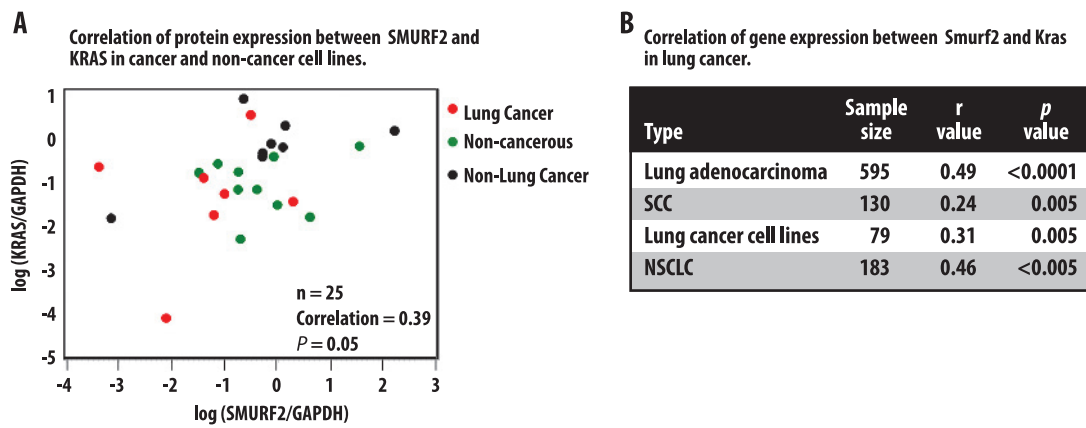 A
Correlation of protein expression between SMURF2 and
KRAS in cancer and non-cancer cell lines.
1
0
-1
-2
-3
-4
-5
log (KRAS/GAPDH)
-4 -3 -2 -1 0 1 2 3
log (SMURF2/GAPDH)
n = 25
Correlation = 0.39
P = 0.05
Lung Cancer
Non-cancerous
Non-Lung Cancer
B
Correlation of gene expression between Smurf2 and Kras
in lung cancer.
Type Sample size r value p value
Lung adenocarcinoma 595 0.49 <0.0001
SCC 130 0.24 0.005
Lung cancer cell lines 79 0.31 0.005
NSCLC 183 0.46 <0.005